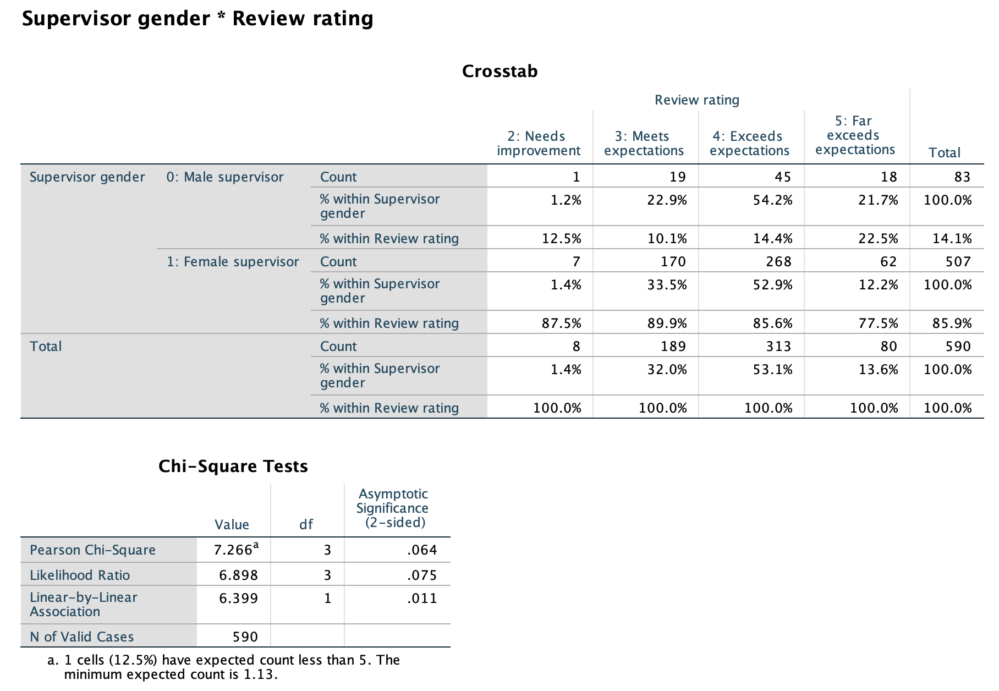 Supervisor gender * Review rating
Crosstab
Review rating
2: Needs improvement 3: Meets expectations 4: Exceeds expectations 5: Far exceeds expectations Total
Supervisor gender 0: Male supervisor Count 1 19 45 18 83
% within Supervisor gender 1.2% 22.9% 54.2% 21.7% 100.0%
% within Review rating 12.5% 10.1% 14.4% 22.5% 14.1%
1: Female supervisor Count 7 170 268 62 507
% within Supervisor gender 1.4% 33.5% 52.9% 12.2% 100.0%
% within Review rating 87.5% 89.9% 85.6% 77.5% 85.9%
Total Count 8 189 313 80 590
% within Supervisor gender 1.4% 32.0% 53.1% 13.6% 100.0%
% within Review rating 100.0% 100.0% 100.0% 100.0% 100.0%
Chi-Square Tests
Value df Asymptotic Significance (2-sided)
Pearson Chi-Square 7.266a 3 .064
Likelihood Ratio 6.898 3 .075
Linear-by-Linear Association 6.399 1 .011
N of Valid Cases 590
a. 1 cells (12.5%) have expected count less than 5. The
minimum expected count is 1.13.